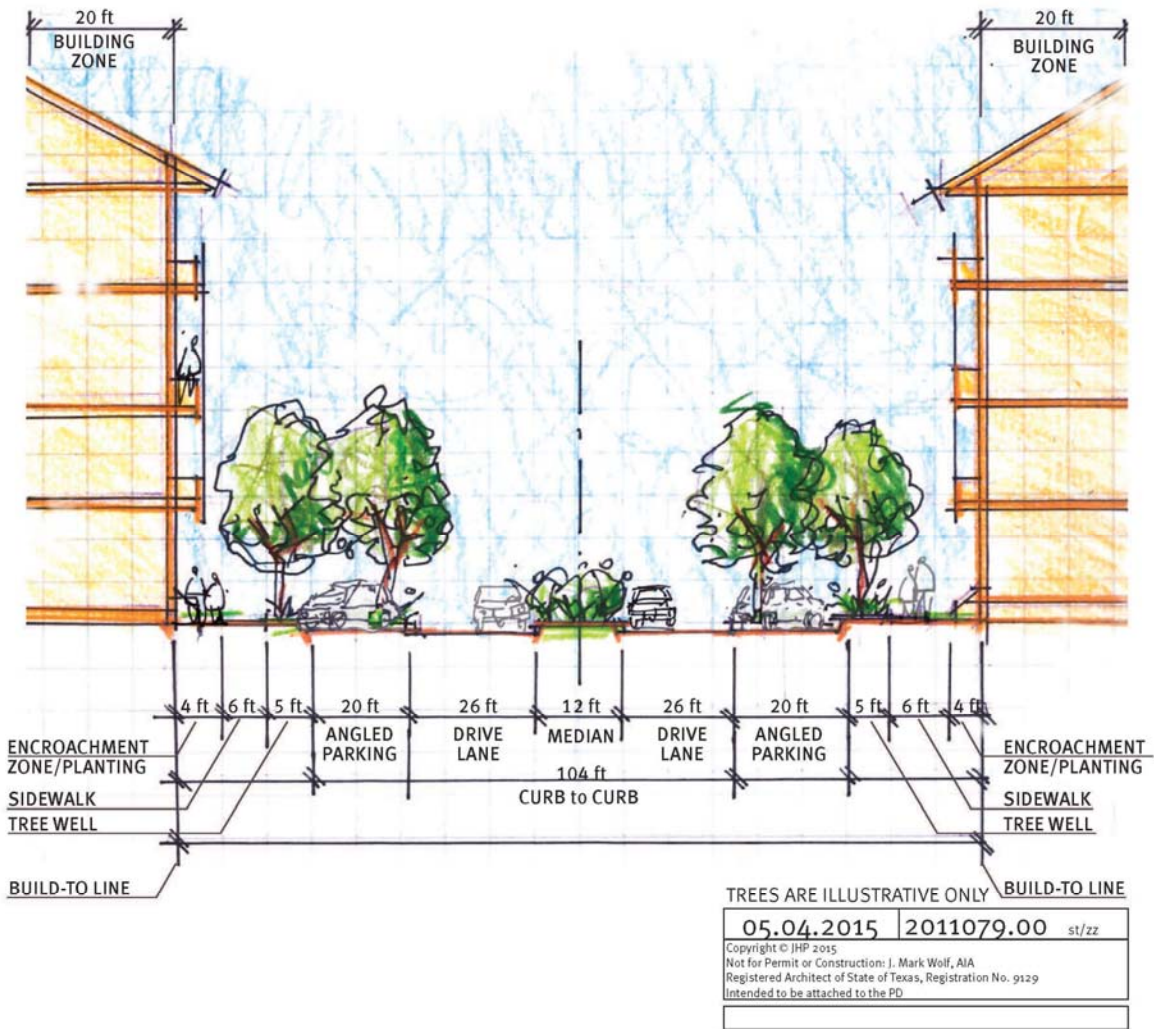 20 ft
BUILDING
ZONE
20 ft
BUILDING
ZONE
4 ft
6 ft
5 ft
20 ft
26 ft
12 ft
26 ft
20 ft
5 ft
6 ft
4 ft
ANGLED
PARKING
DRIVE
LANE
MEDIAN
DRIVE
LANE
ANGLED
PARKING
ENCROACHMENT
ZONE/PLANTING
ENCROACHMENT
ZONE/PLANTING
104 ft
CURB to CURB
SIDEWALK
SIDEWALK
TREE WELL
TREE WELL
BUILD-TO LINE
BUILD-TO LINE
TREES ARE ILLUSTRATIVE ONLY
05.04.2015 2011079.00 st/zz
Copyright © JHP 2015
Not for Permit or Construction: J. Mark Wolf, AIA
Registered Architect of State of Texas, Registration No. 9129
Intended to be attached to the PD